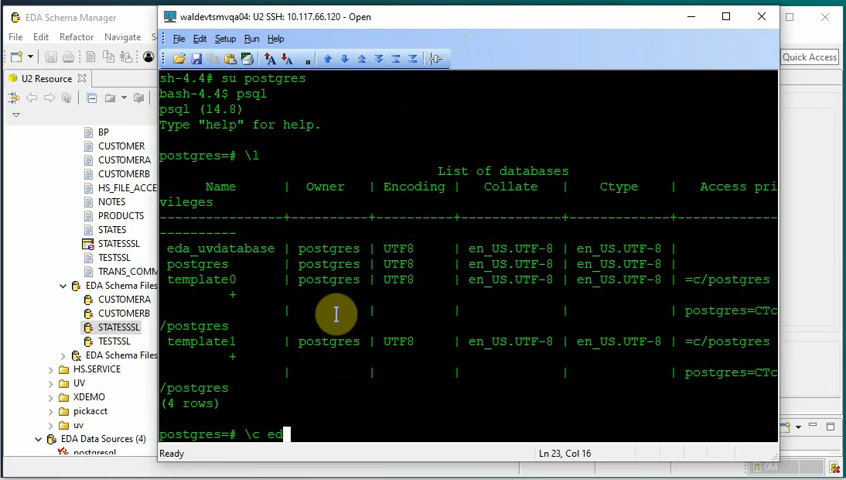 EDA Schema Manager
File Edit Refactor Navigate
U2 Resource
BP
CUSTOMER
CUSTOMERA
CUSTOMERB
HS_FILE_ACCE
NOTES
PRODUCTS
STATES
STATESSSL
TESTSSL
TRANS_COMM
EDA Schema Files
CUSTOMERA
CUSTOMERB
STATESSSL
TESTSSL
EDA Schema Files
HS.SERVICE
UV
XDEMO
pickacct
uv
EDA Data Sources (4)
postgresql
waldevtsmvqa04: U2 SSH: 10.117.66.120 - Open
File Edit Setup Run Help
sh-4.4# su postgres
bash-4.4$ psql
psql (14.8)
Type "help" for help.
postgres=# \l
List of databases
Name | Owner | Encoding | Collate | Ctype | Access pri
vileges
---------------+----------+----------+-------------+-------------+-----------
----------
eda_uvdatabase | postgres | UTF8 | en_US.UTF-8 | en_US.UTF-8 |
postgres | postgres | UTF8 | en_US.UTF-8 | en_US.UTF-8 |
template0 | postgres | UTF8 | en_US.UTF-8 | en_US.UTF-8 | =c/postgres
+
| | | | | postgres=CTc
/postgres
template1 | postgres | UTF8 | en_US.UTF-8 | en_US.UTF-8 | =c/postgres
+
| | | | | postgres=CTc
/postgres
(4 rows)
postgres=# \c ed
Ready Ln 23, Col 16
Quick Access